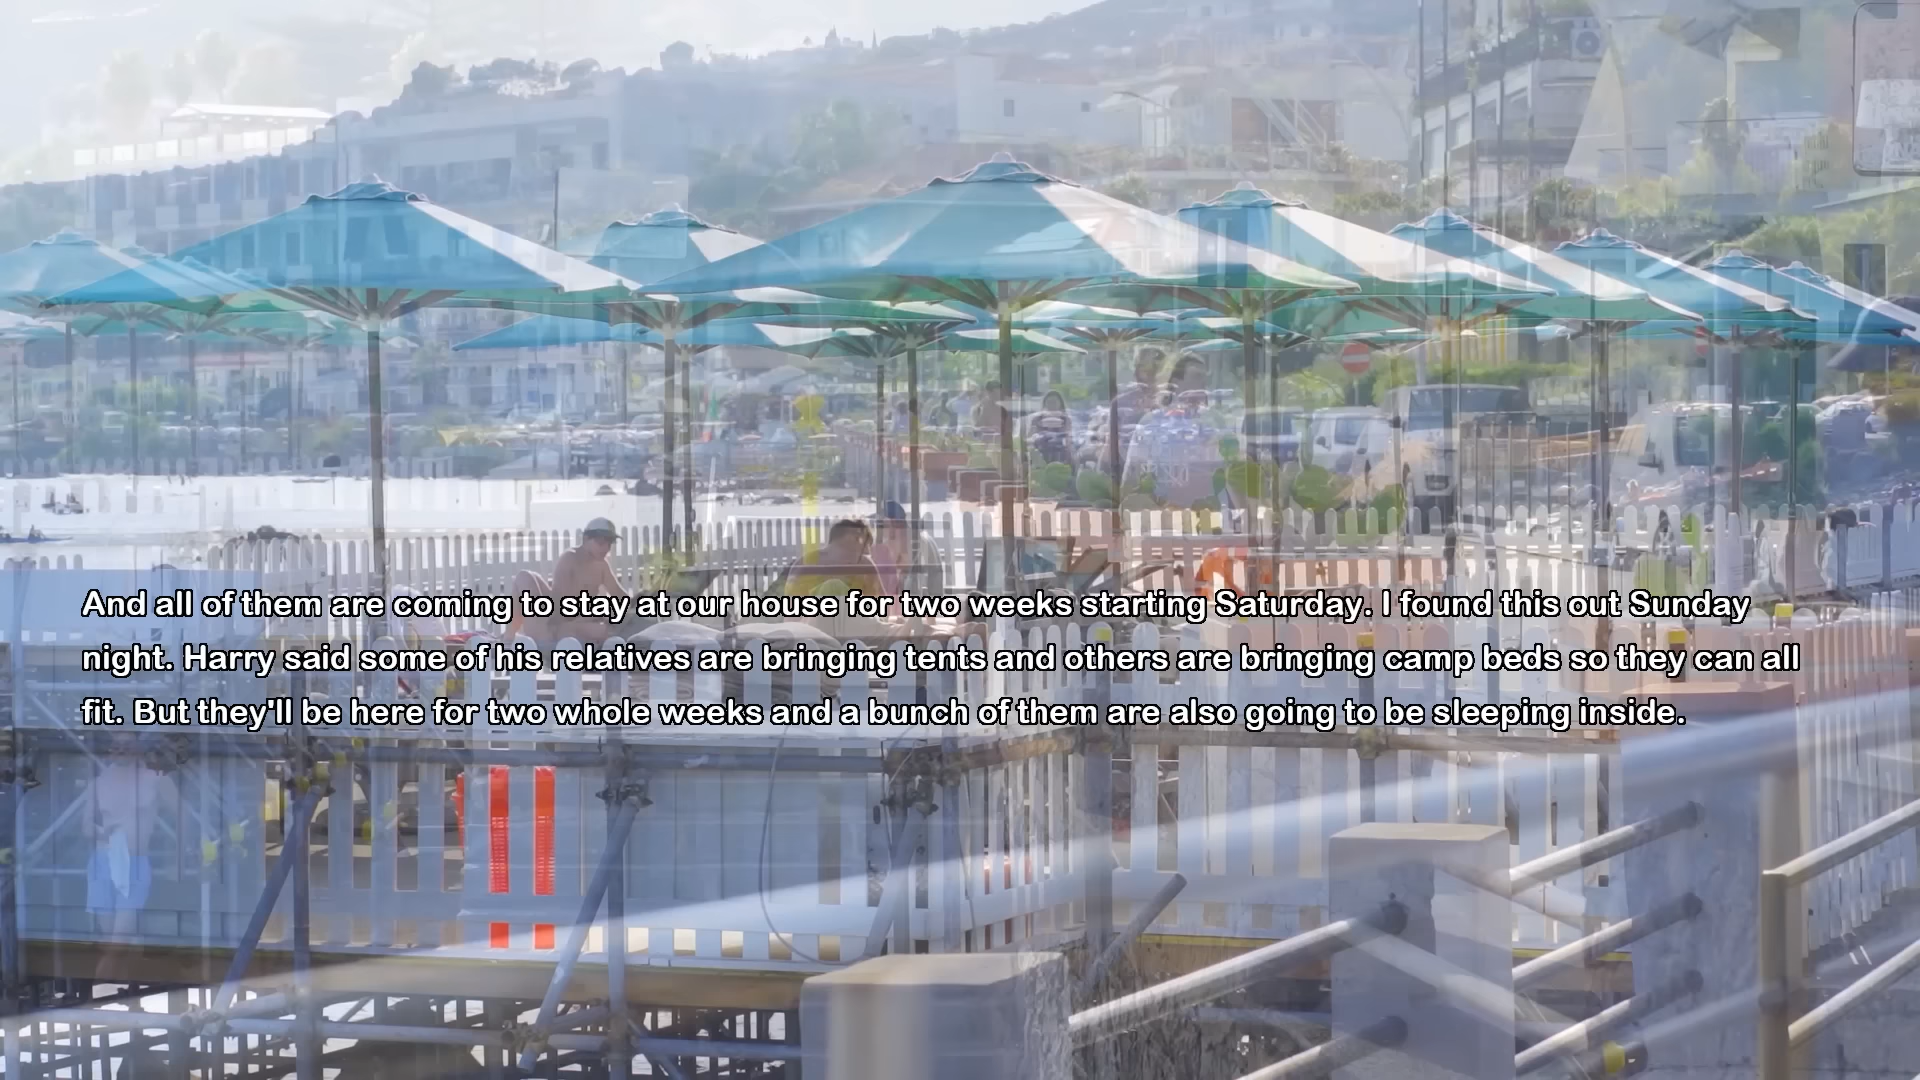 And all of them are coming to stay at our house for two weeks starting Saturday. I found this out Sunday
night. Harry said some of his relatives are bringing tents and others are bringing camp beds so they can all
fit. But they'll be here for two whole weeks and a bunch of them are also going to be sleeping inside.